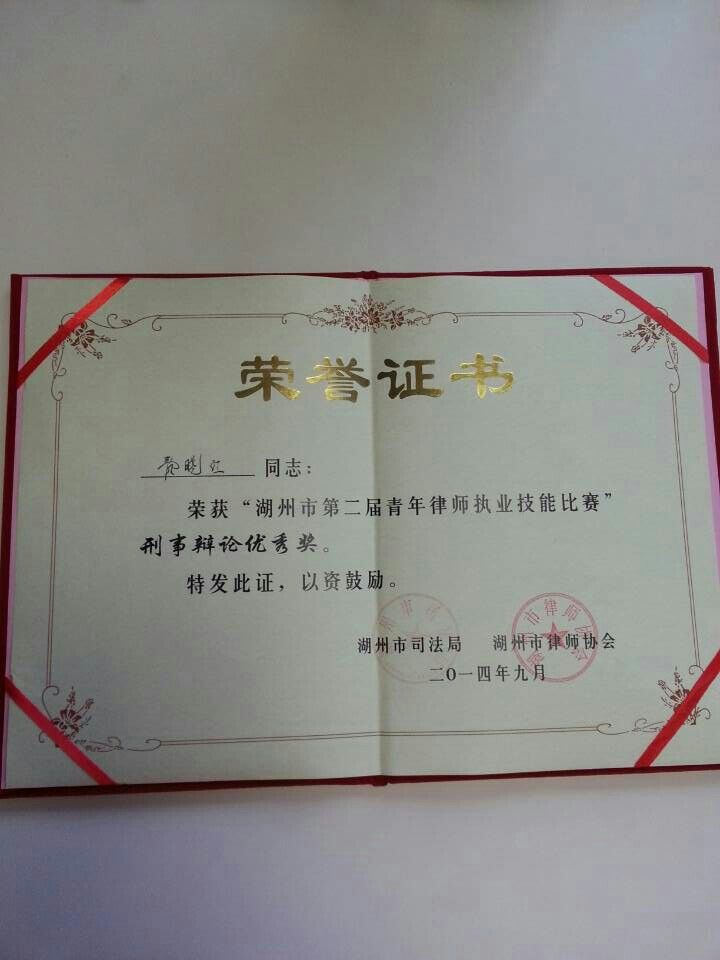 荣誉证书
同志：
荣获“湖州市第二届青年律师执业技能比赛”
刑事辩论优秀奖。
特发此证，以资鼓励。
湖州市司法局 湖州市律师协会
二〇一四年九月